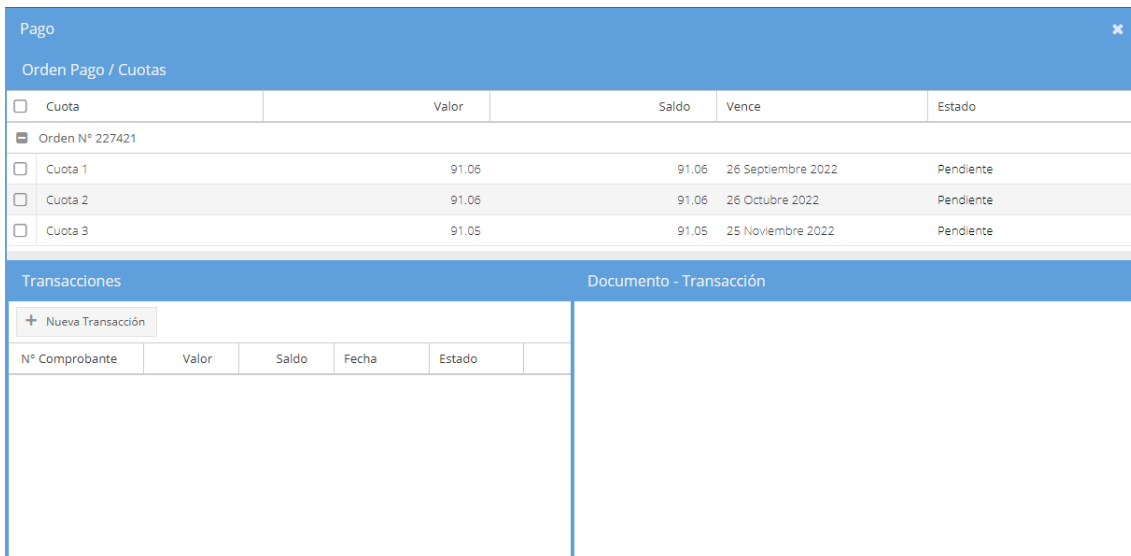 Pago
Orden Pago / Cuotas
Cuota Valor Saldo Vence Estado
Orden N° 227421
Cuota 1 91.06 91.06 26 Septiembre 2022 Pendiente
Cuota 2 91.06 91.06 26 Octubre 2022 Pendiente
Cuota 3 91.05 91.05 25 Noviembre 2022 Pendiente
Transacciones Documento - Transacción
Nueva Transacción
N° Comprobante Valor Saldo Fecha Estado